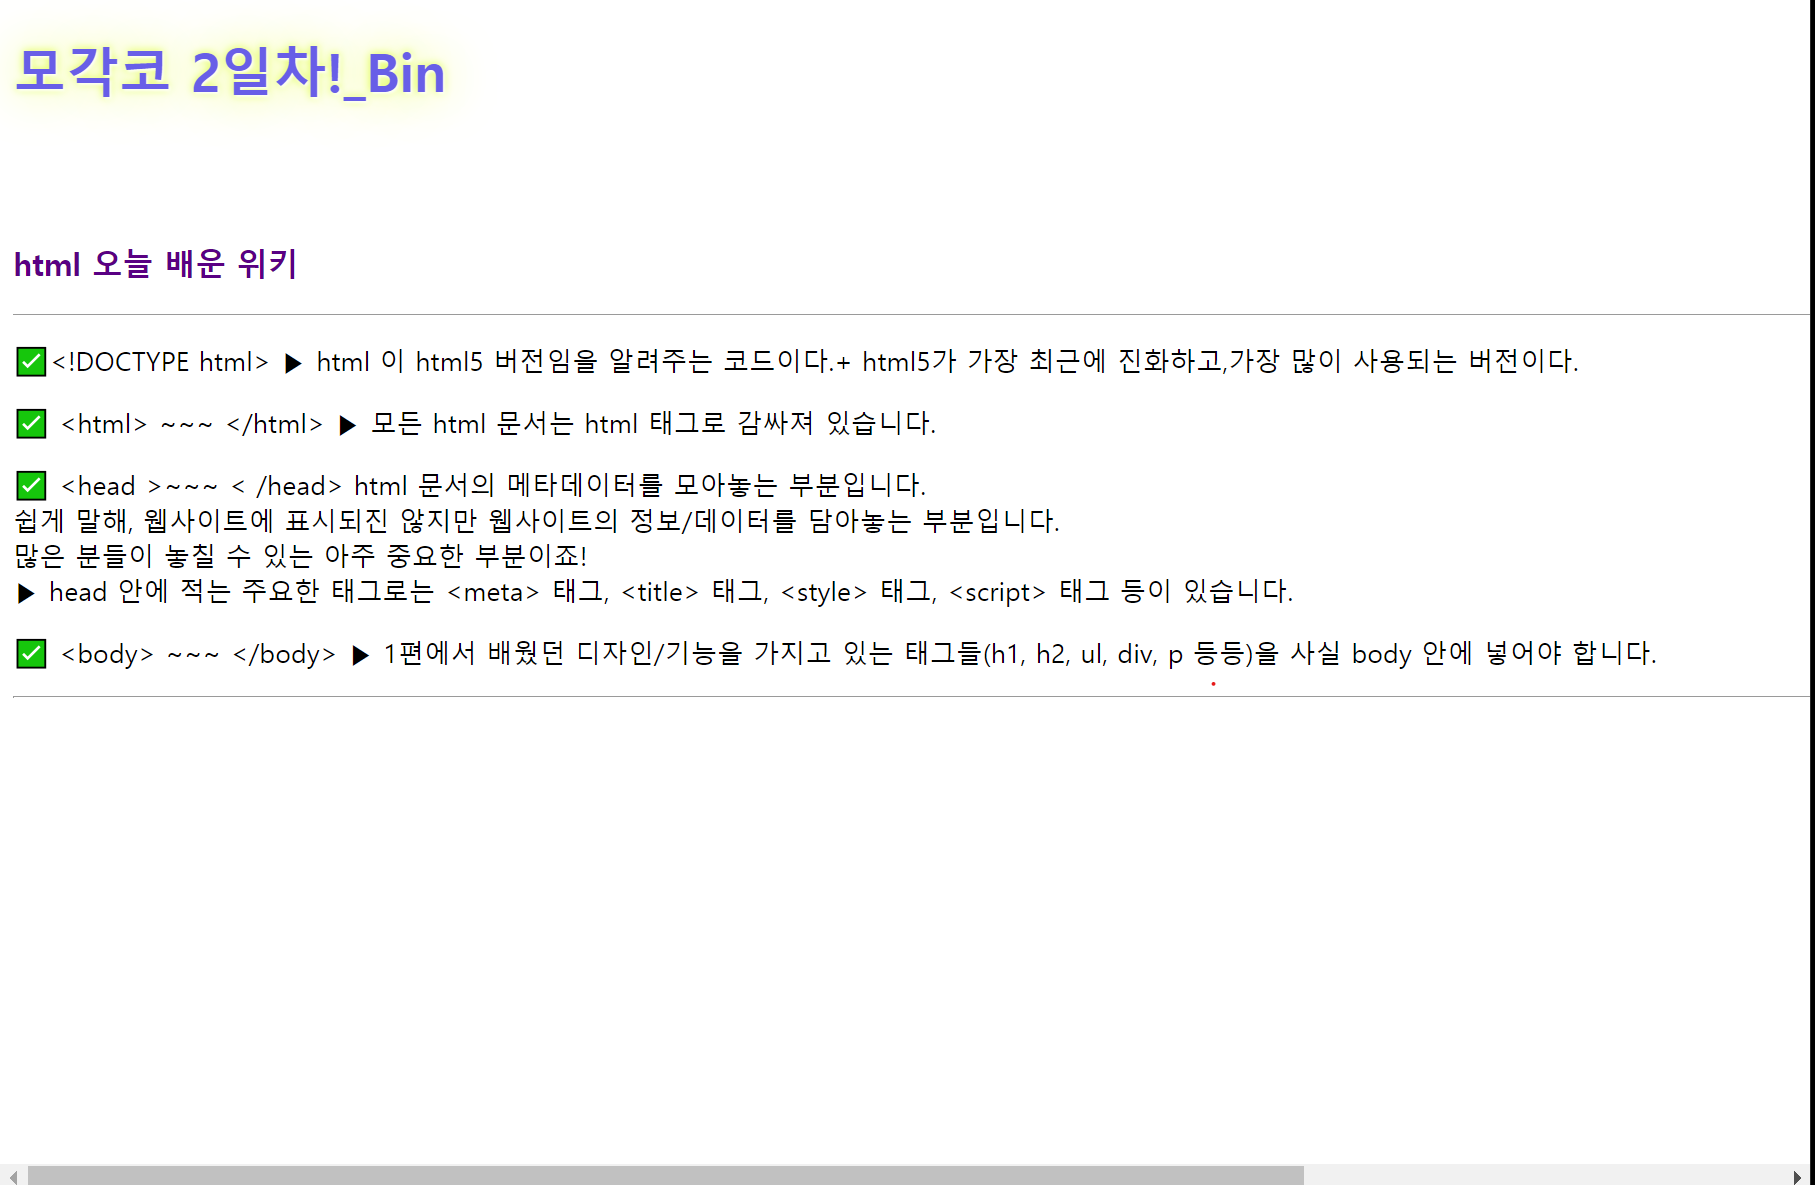 모각코 2일차!_Bin
html 오늘 배운 위키
✅<!DOCTYPE html> ▶ html 이 html5 버전임을 알려주는 코드이다.+ html5가 가장 최근에 진화하고,가장 많이 사용되는 버전이다.
✅ <html> ~~~ </html> ▶ 모든 html 문서는 html 태그로 감싸져 있습니다.
✅ <head >~~~ < /head> html 문서의 메타데이터를 모아놓는 부분입니다.
쉽게 말해, 웹사이트에 표시되진 않지만 웹사이트의 정보/데이터를 담아놓는 부분입니다.
많은 분들이 놓칠 수 있는 아주 중요한 부분이죠!
▶ head 안에 적는 주요한 태그로는 <meta> 태그, <title> 태그, <style> 태그, <script> 태그 등이 있습니다.
✅ <body> ~~~ </body> ▶ 1편에서 배웠던 디자인/기능을 가지고 있는 태그들(h1, h2, ul, div, p 등등)을 사실 body 안에 넣어야 합니다.